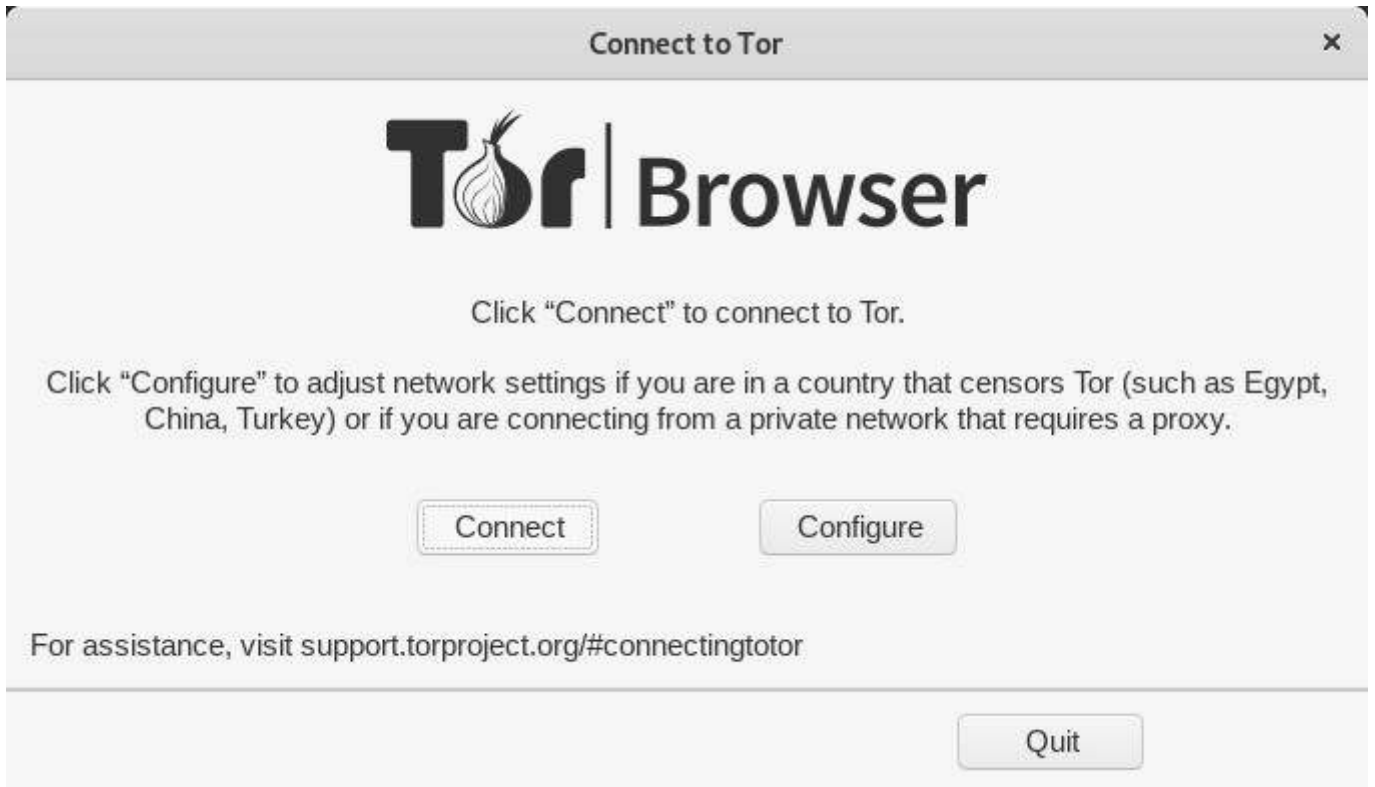 Connect to Tor
Tor | Browser
Click “Connect” to connect to Tor.
Click “Configure” to adjust network settings if you are in a country that censors Tor (such as Egypt,
China, Turkey) or if you are connecting from a private network that requires a proxy.
Connect Configure
For assistance, visit support.torproject.org/#connectingtotor
Quit